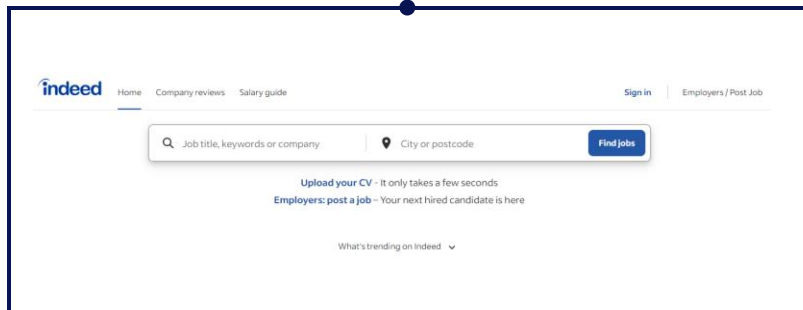 indeed Home Company reviews Salary guide Sign in Employers / Post Job
Job title, keywords or company City or postcode Find jobs
Upload your CV - It only takes a few seconds
Employers: post a job – Your next hired candidate is here
What's trending on Indeed